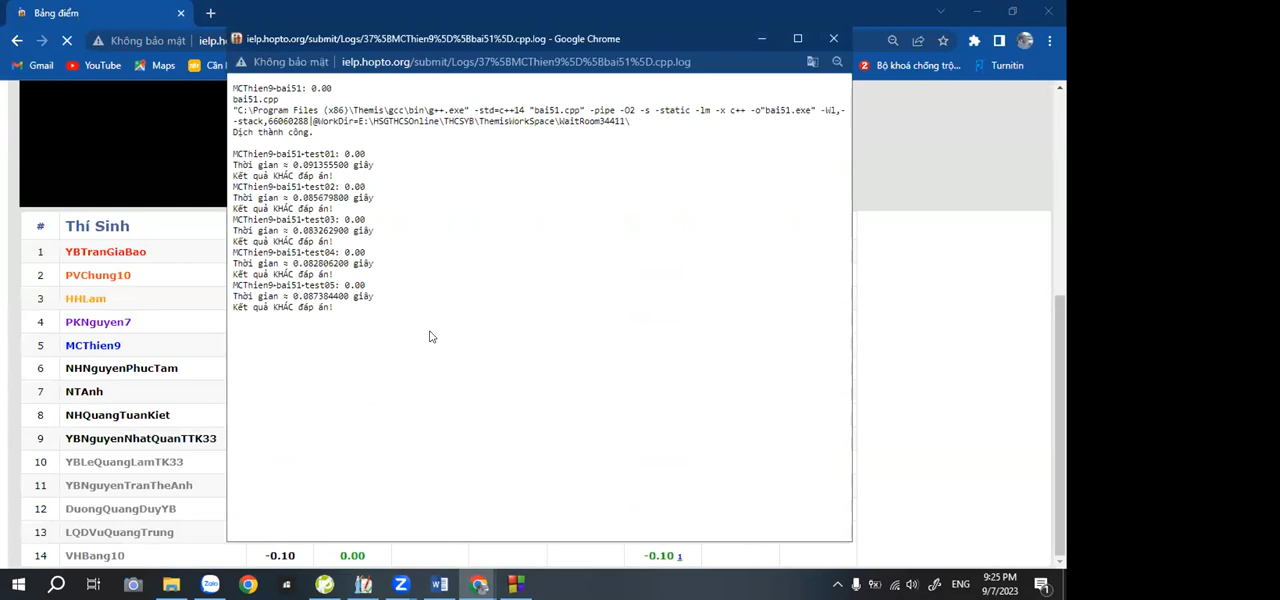 Bảng điểm
Không bảo mật
ielp.h
Gmail
YouTube
Maps
Căn
Bộ khoá chống trộ...
Turnitin
ielp.hopto.org/submit/Logs/37%5BMCThien9%5D%5Bbai51%5D.cpp.log - Google Chrome
Không bảo mật
ielp.hopto.org/submit/Logs/37%5BMCThien9%5D%5Bbai51%5D.cpp.log
MCThien9‣bai51: 0.00
bai51.cpp
"C:\Program Files (x86)\Themis\gcc\bin\g++.exe" -std=c++14 "bai51.cpp" -pipe -O2 -s -static -lm -x c++ -o"bai51.exe" -Wl,-
-stack,66060288|@WorkDir=E:\HSGTHCSOnline\THCSYB\ThemisWorkSpace\WaitRoom34411\
Dịch thành công.
MCThien9‣bai51‣test01: 0.00
Thời gian ≈ 0.091355500 giây
Kết quả KHÁC đáp án!
MCThien9‣bai51‣test02: 0.00
Thời gian ≈ 0.085679800 giây
Kết quả KHÁC đáp án!
MCThien9‣bai51‣test03: 0.00
Thời gian ≈ 0.083262900 giây
Kết quả KHÁC đáp án!
MCThien9‣bai51‣test04: 0.00
Thời gian ≈ 0.082806200 giây
Kết quả KHÁC đáp án!
MCThien9‣bai51‣test05: 0.00
Thời gian ≈ 0.087384400 giây
Kết quả KHÁC đáp án!
# Thí Sinh
1 YBTranGiaBao
2 PVChung10
3 HHLam
4 PKNguyen7
5 MCThien9
6 NHNguyenPhucTam
7 NTAnh
8 NHQuangTuanKiet
9 YBNguyenNhatQuanTTK33
10 YBLeQuangLamTK33
11 YBNguyenTranTheAnh
12 DuongQuangDuyYB
13 LQDVuQuangTrung
14 VHBang10 -0.10 0.00 -0.10 1
Zalo
ENG
9:25 PM
9/7/2023